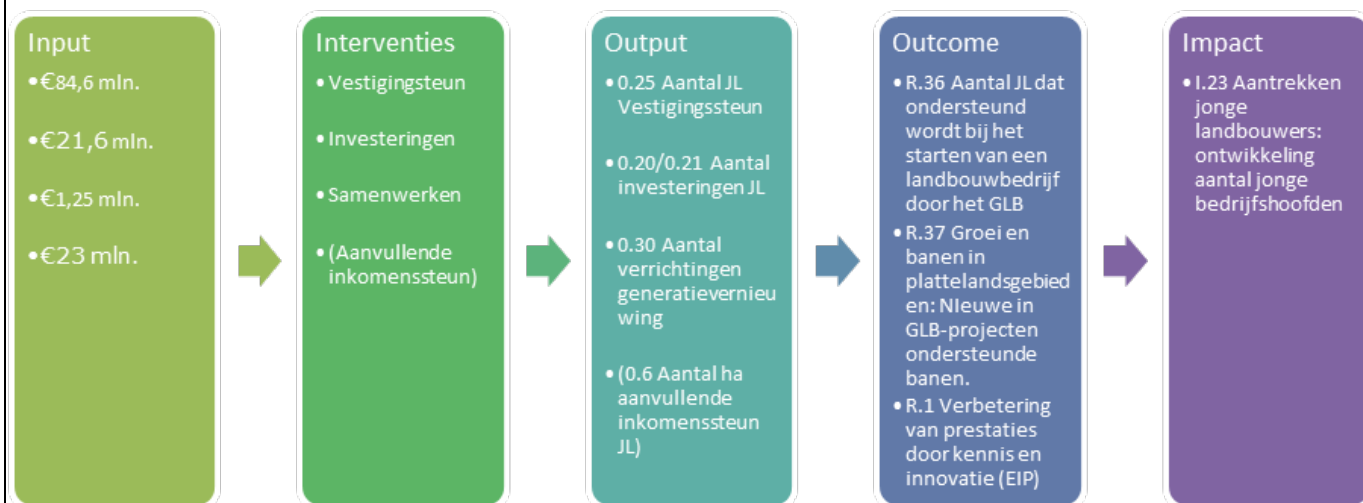 Input
•€84,6 mln.
•€21,6 mln.
•€1,25 mln.
•€23 mln.
Interventies
•Vestigingsteun
•Investeringen
•Samenwerken
•(Aanvullende
inkomenssteun)
Output
•0.25 Aantal JL
Vestigingssteun
•0.20/0.21 Aantal
investeringen JL
•0.30 Aantal
verrichtingen
generatievernieu
wing
•(0.6 Aantal ha
aanvullende
inkomenssteun
JL)
Outcome
•R.36 Aantal JL dat
ondersteund
wordt bij het
starten van een
landbouwbedrijf
door het GLB
•R.37 Groei en
banen in
plattelandsgebied
en: NIeuwe in
GLB-projecten
ondersteunde
banen.
•R.1 Verbetering
van prestaties
door kennis en
innovatie (EIP)
Impact
•I.23 Aantrekken
jonge
landbouwers:
ontwikkeling
aantal jonge
bedrijfshoofden